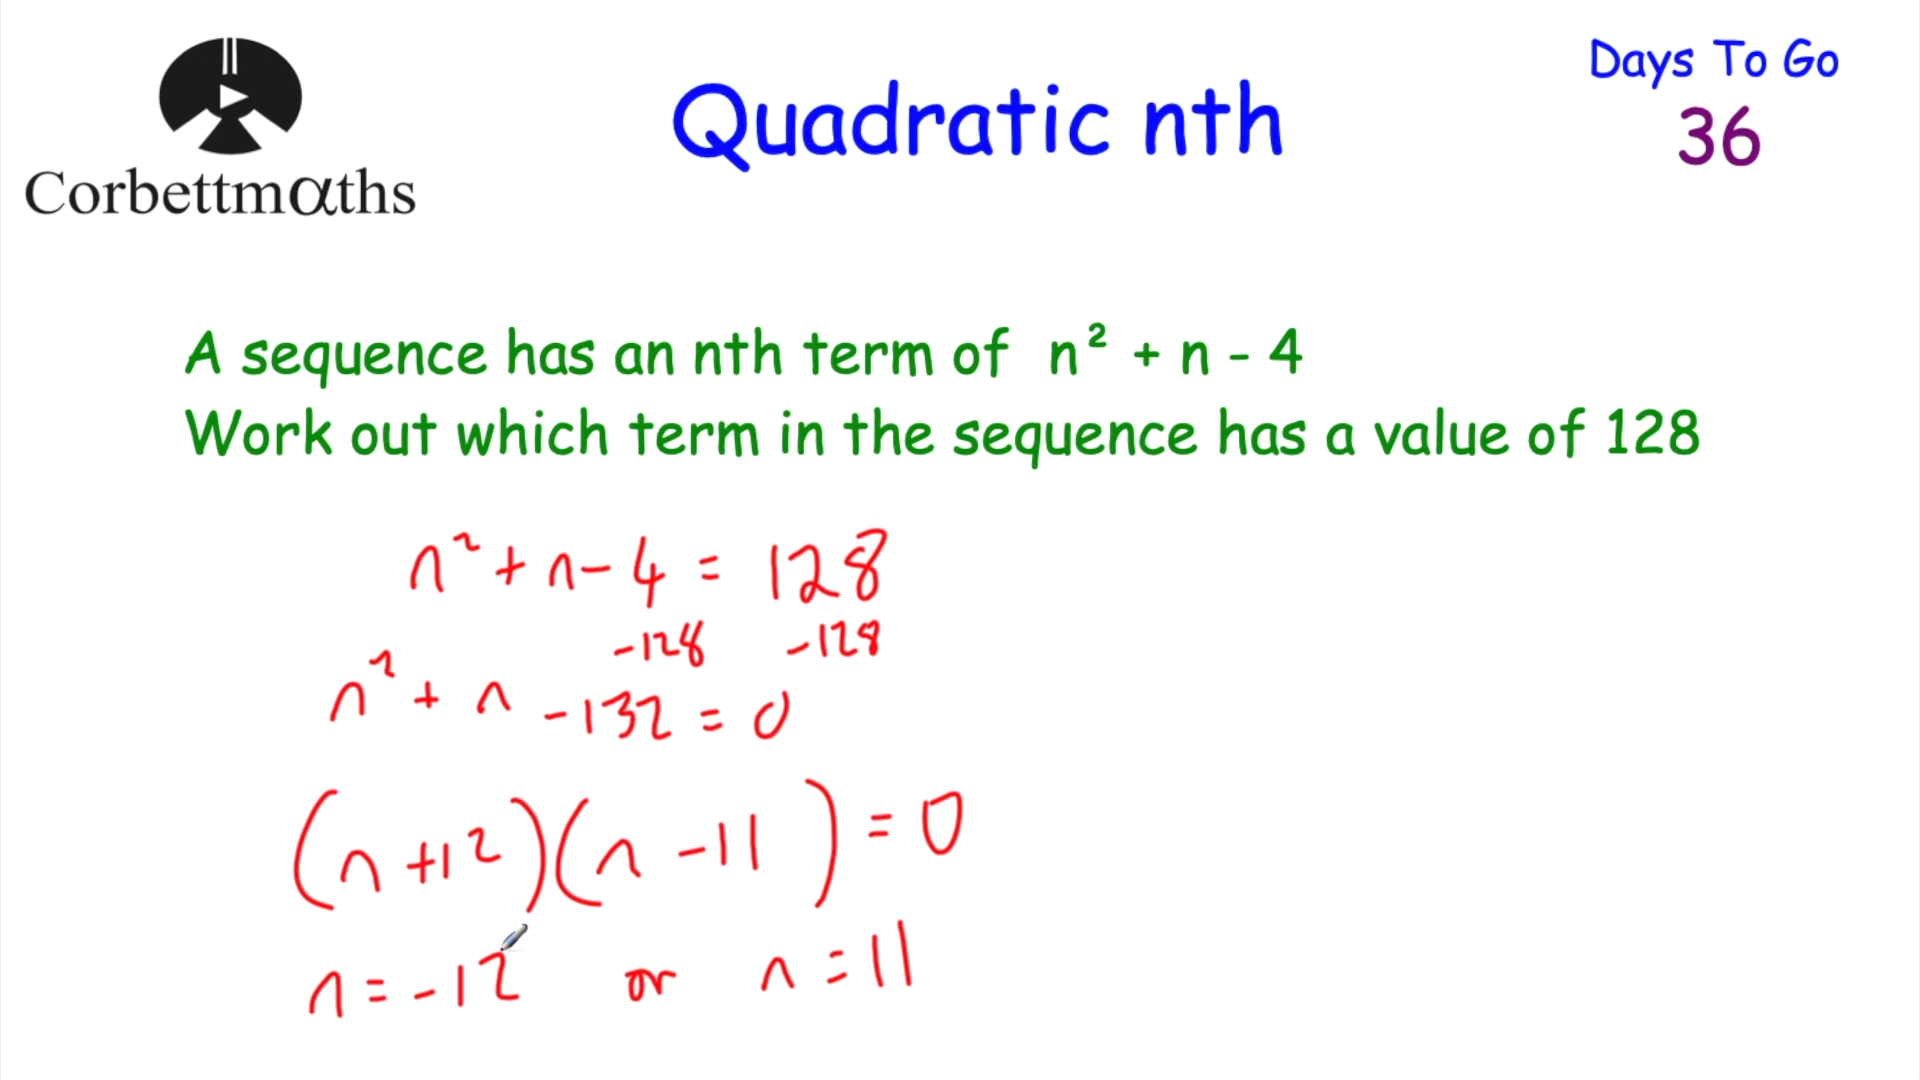 Days To Go
Quadratic nth
36
Corbettmαths
A sequence has an nth term of n² + n - 4
Work out which term in the sequence has a value of 128
n² + n - 4 = 128
-128 -128
n² + n - 132 = 0
(n + 12)(n - 11) = 0
n = -12 or n = 11